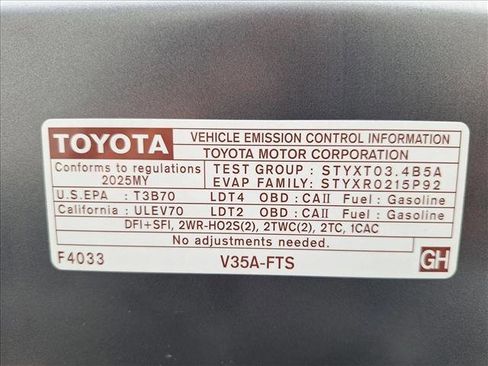 TOYOTA VEHICLE EMISSION CONTROL INFORMATION
TOYOTA MOTOR CORPORATION
Conforms to regulations
2025MY
TEST GROUP : STYXT03.4B5A
EVAP FAMILY: STYXR0215P92
U.S.EPA : T3B70 LDT4 OBD : CAII Fuel : Gasoline
California : ULEV70 LDT2 OBD : CAII Fuel : Gasoline
DFI+SFI, 2WR-HO2S(2), 2TWC(2), 2TC, 1CAC
No adjustments needed.
F4033 V35A-FTS GH